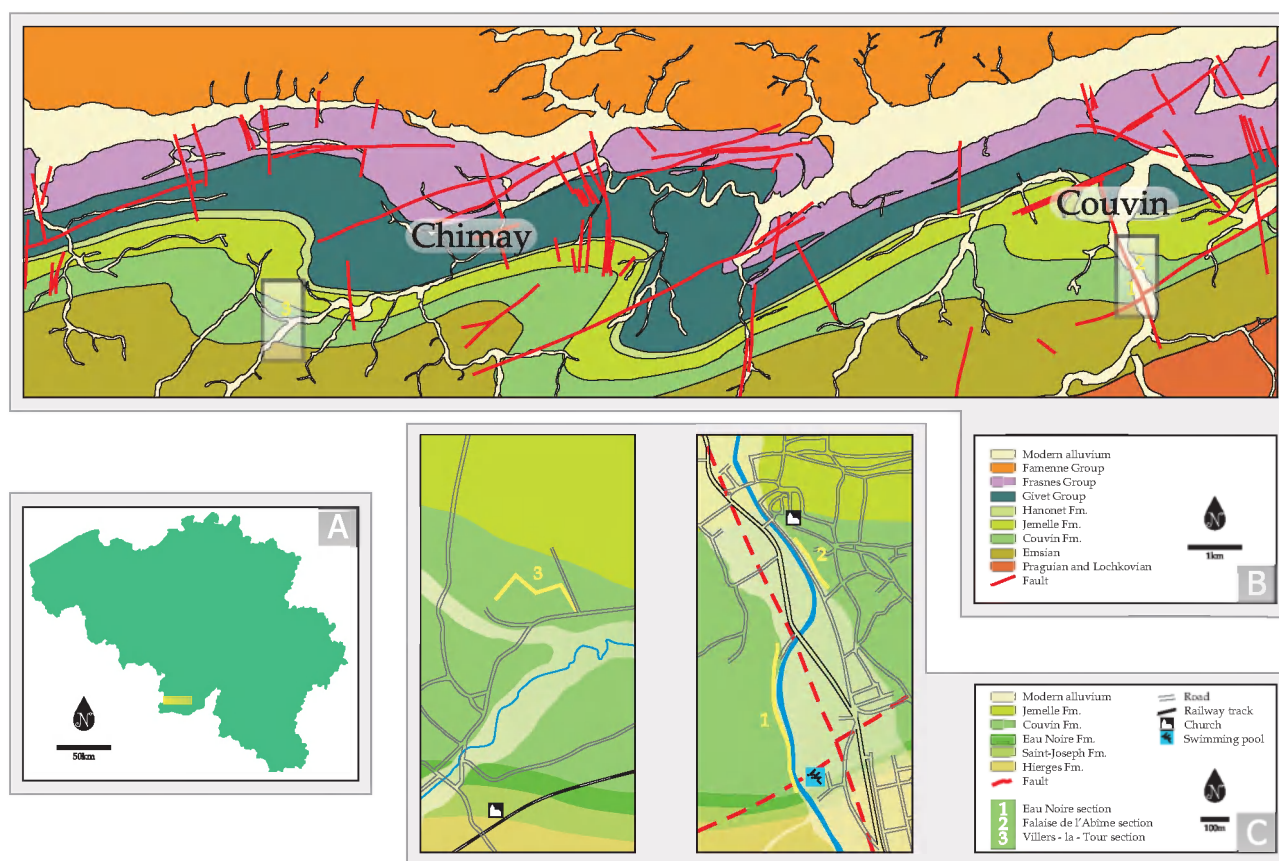 Chimay
Couvin
3
2
1
A
N
50km
3
2
1
Modern alluvium
Famenne Group
Frasnes Group
Givet Group
Hanonet Fm.
Jemelle Fm.
Couvin Fm.
Emsian
Praguian and Lochkovian
Fault
N
1km
B
Modern alluvium
Jemelle Fm.
Couvin Fm.
Eau Noire Fm.
Saint-Joseph Fm.
Hierges Fm.
Fault
Road
Railway track
Church
Swimming pool
1 Eau Noire section
2 Falaise de l'Abîme section
3 Villers - la - Tour section
N
100m
C